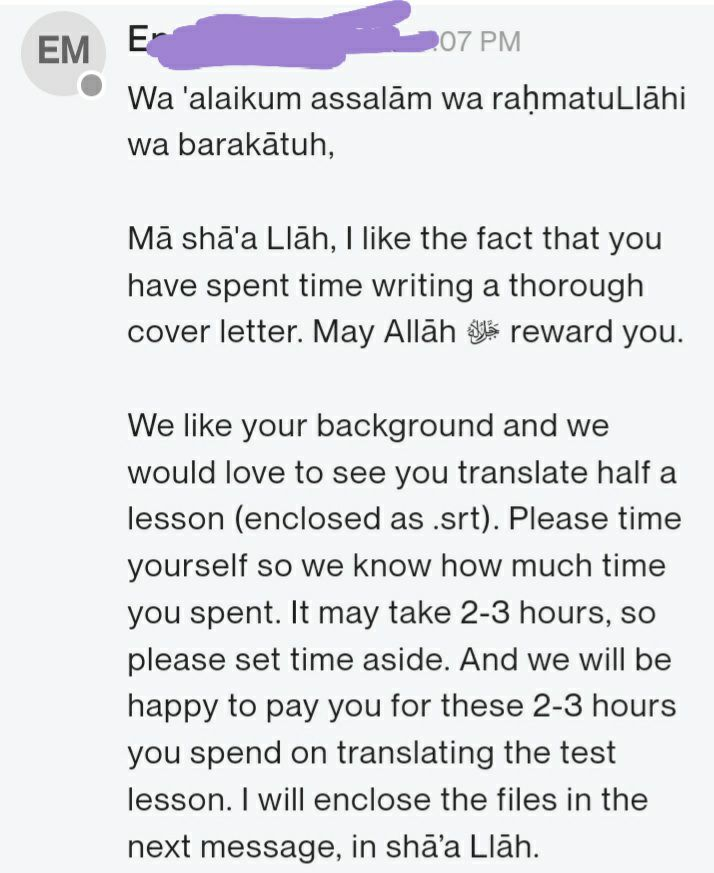 EM
07 PM
Wa 'alaikum assalām wa raḥmatuLlāhi
wa barakātuh,
Mā shā'a Llāh, I like the fact that you
have spent time writing a thorough
cover letter. May Allāh ﷻ reward you.
We like your background and we
would love to see you translate half a
lesson (enclosed as .srt). Please time
yourself so we know how much time
you spent. It may take 2-3 hours, so
please set time aside. And we will be
happy to pay you for these 2-3 hours
you spend on translating the test
lesson. I will enclose the files in the
next message, in shā’a Llāh.